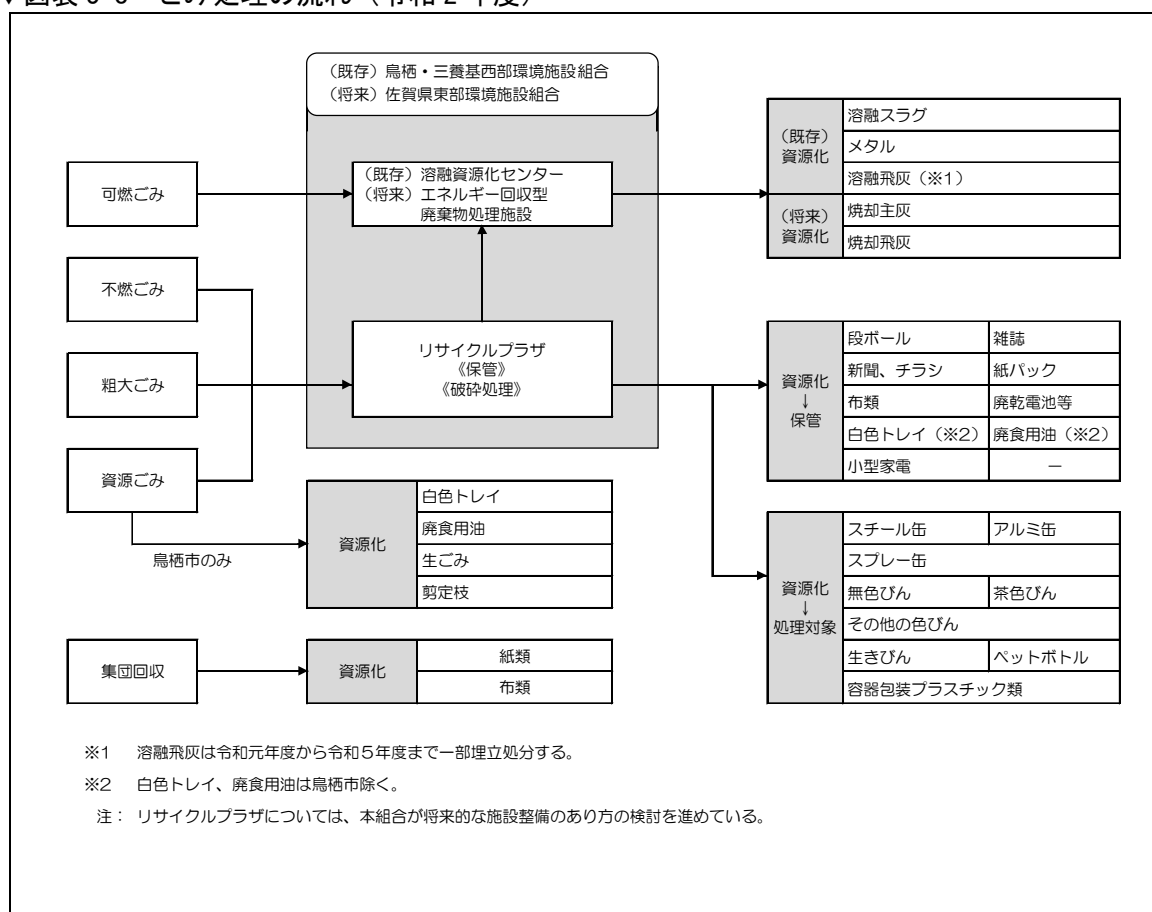 （既存）鳥栖・三養基西部環境施設組合
（将来）佐賀県東部環境施設組合
可燃ごみ
（既存）溶融資源化センター
（将来）エネルギー回収型
廃棄物処理施設
（既存）
資源化
溶融スラグ
メタル
溶融飛灰（※1）
（将来）
資源化
焼却主灰
焼却飛灰
不燃ごみ
粗大ごみ
資源ごみ
リサイクルプラザ
《保管》
《破砕処理》
資源化
↓
保管
段ボール 雑誌
新聞、チラシ 紙パック
布類 廃乾電池等
白色トレイ（※2） 廃食用油（※2）
小型家電 －
鳥栖市のみ
資源化
白色トレイ
廃食用油
生ごみ
剪定枝
資源化
↓
処理対象
スチール缶 アルミ缶
スプレー缶
無色びん 茶色びん
その他の色びん
生きびん ペットボトル
容器包装プラスチック類
集団回収
資源化
紙類
布類
※1 溶融飛灰は令和元年度から令和５年度まで一部埋立処分する。
※2 白色トレイ、廃食用油は鳥栖市除く。
注： リサイクルプラザについては、本組合が将来的な施設整備のあり方の検討を進めている。